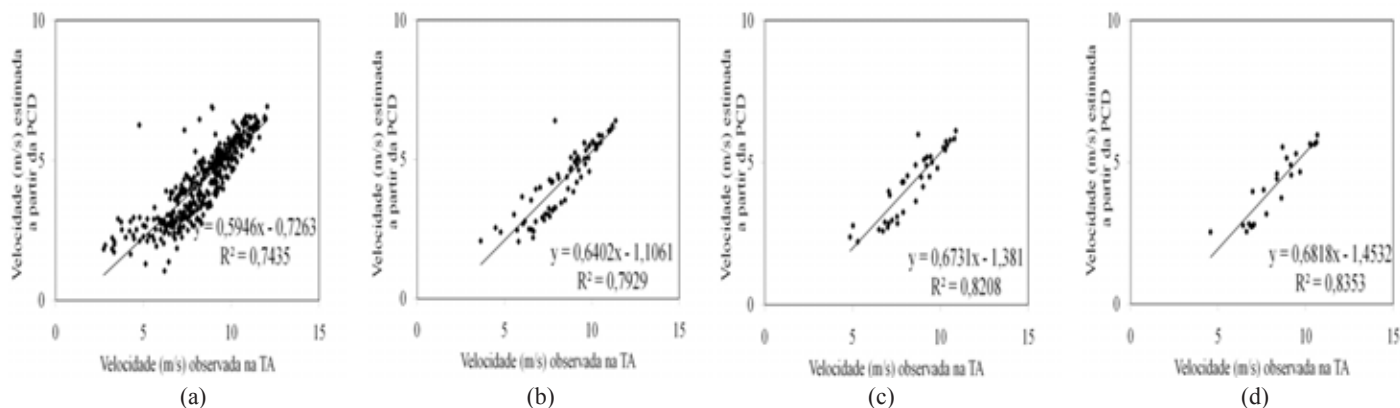 10
5
0
Velocidade (m/s) estimada
a partir da PCD
y = 0,5946x - 0,7263
R² = 0,7435
0 5 10 15
Velocidade (m/s) observada na TA
(a)
10
5
0
Velocidade (m/s) estimada
a partir da PCD
y = 0,6402x - 1,1061
R² = 0,7929
0 5 10 15
Velocidade (m/s) observada na TA
(b)
10
5
0
Velocidade (m/s) estimada
a partir da PCD
y = 0,6731x - 1,381
R² = 0,8208
0 5 10 15
Velocidade (m/s) observada na TA
(c)
10
5
0
Velocidade (m/s) estimada
a partir da PCD
y = 0,6818x - 1,4532
R² = 0,8353
0 5 10 15
Velocidade (m/s) observada na TA
(d)